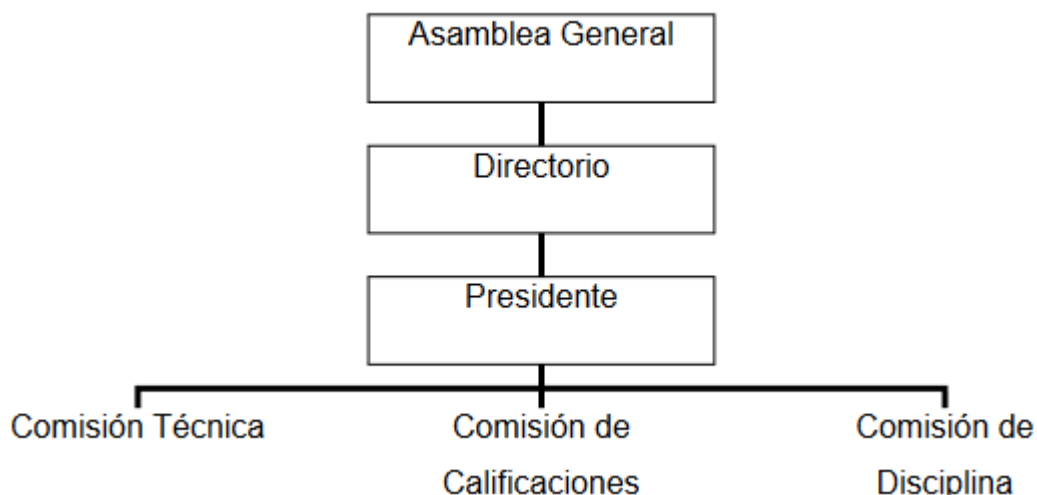 Asamblea General
Directorio
Presidente
Comisión Técnica
Comisión de
Calificaciones
Comisión de
Disciplina